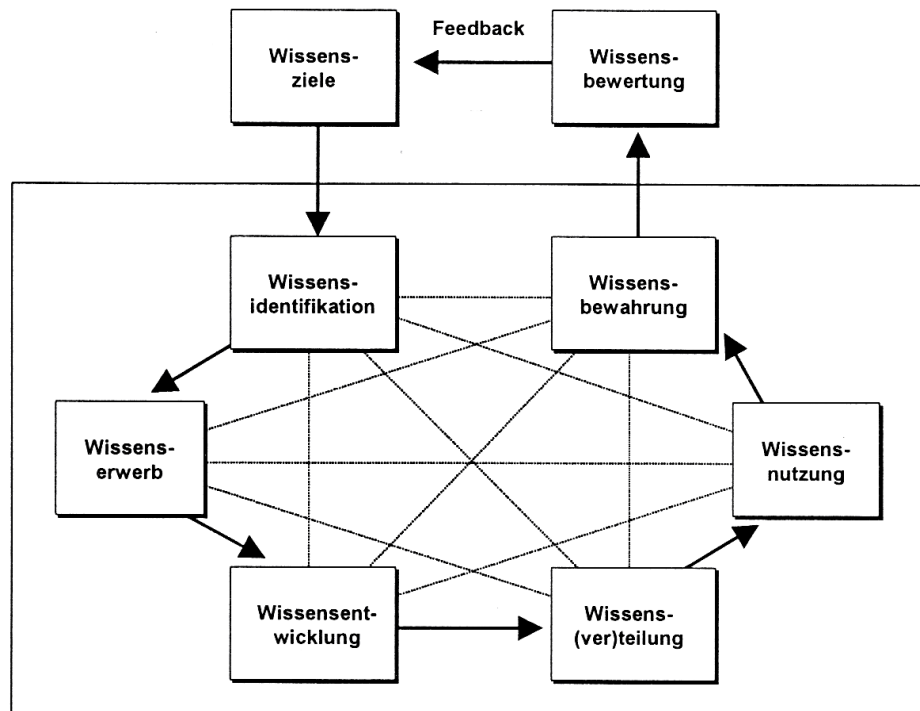 Feedback
Wissens-
ziele
Wissens-
bewertung
Wissens-
identifikation
Wissens-
bewahrung
Wissens-
erwerb
Wissens-
nutzung
Wissensent-
wicklung
Wissens-
(ver)teilung